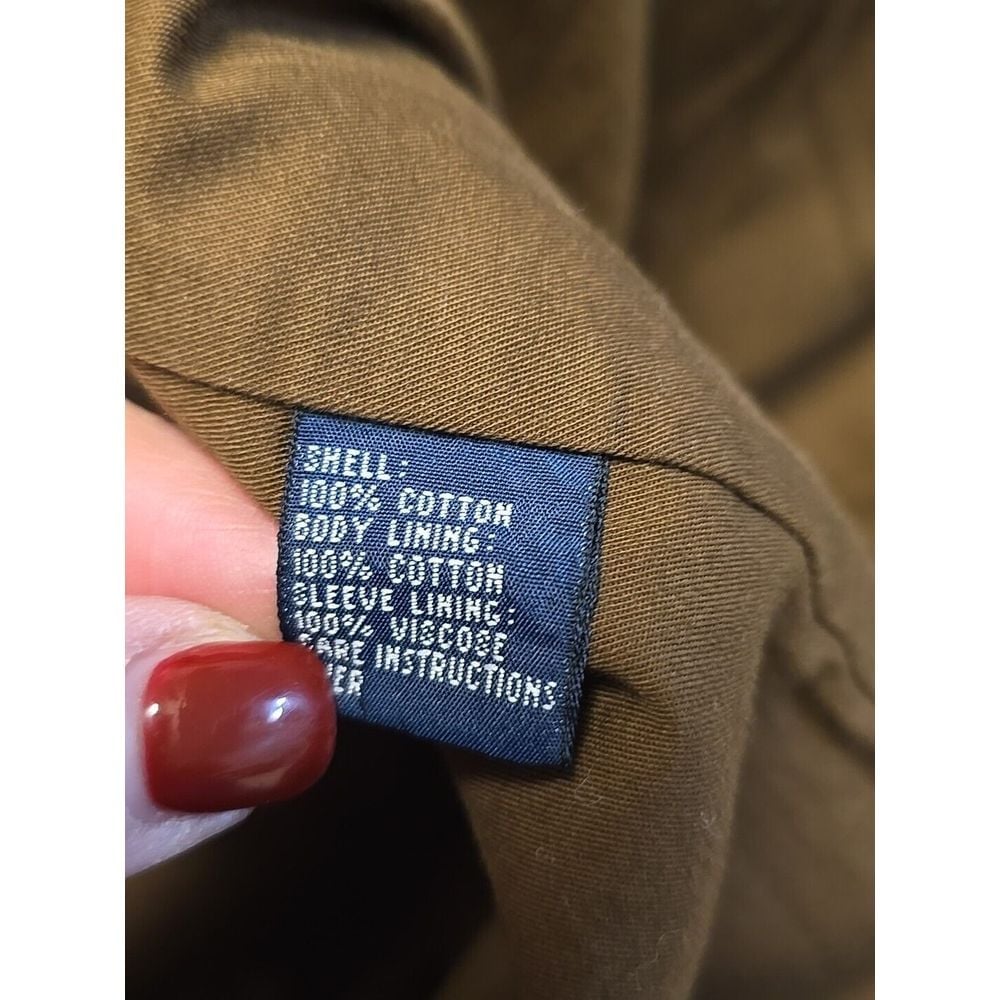 SHELL:
100% COTTON
BODY LINING:
100% COTTON
SLEEVE LINING:
100% VISCOSE
CARE INSTRUCTIONS